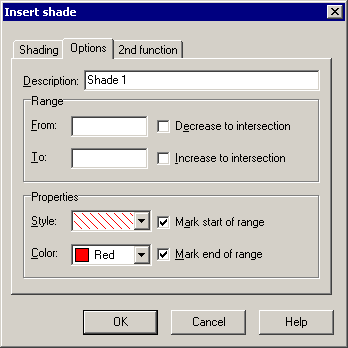 Insert shade
Shading Options 2nd function
Description: Shade 1
Range
From: Decrease to intersection
To: Increase to intersection
Properties
Style: Mark start of range
Color: Red Mark end of range
OK Cancel Help